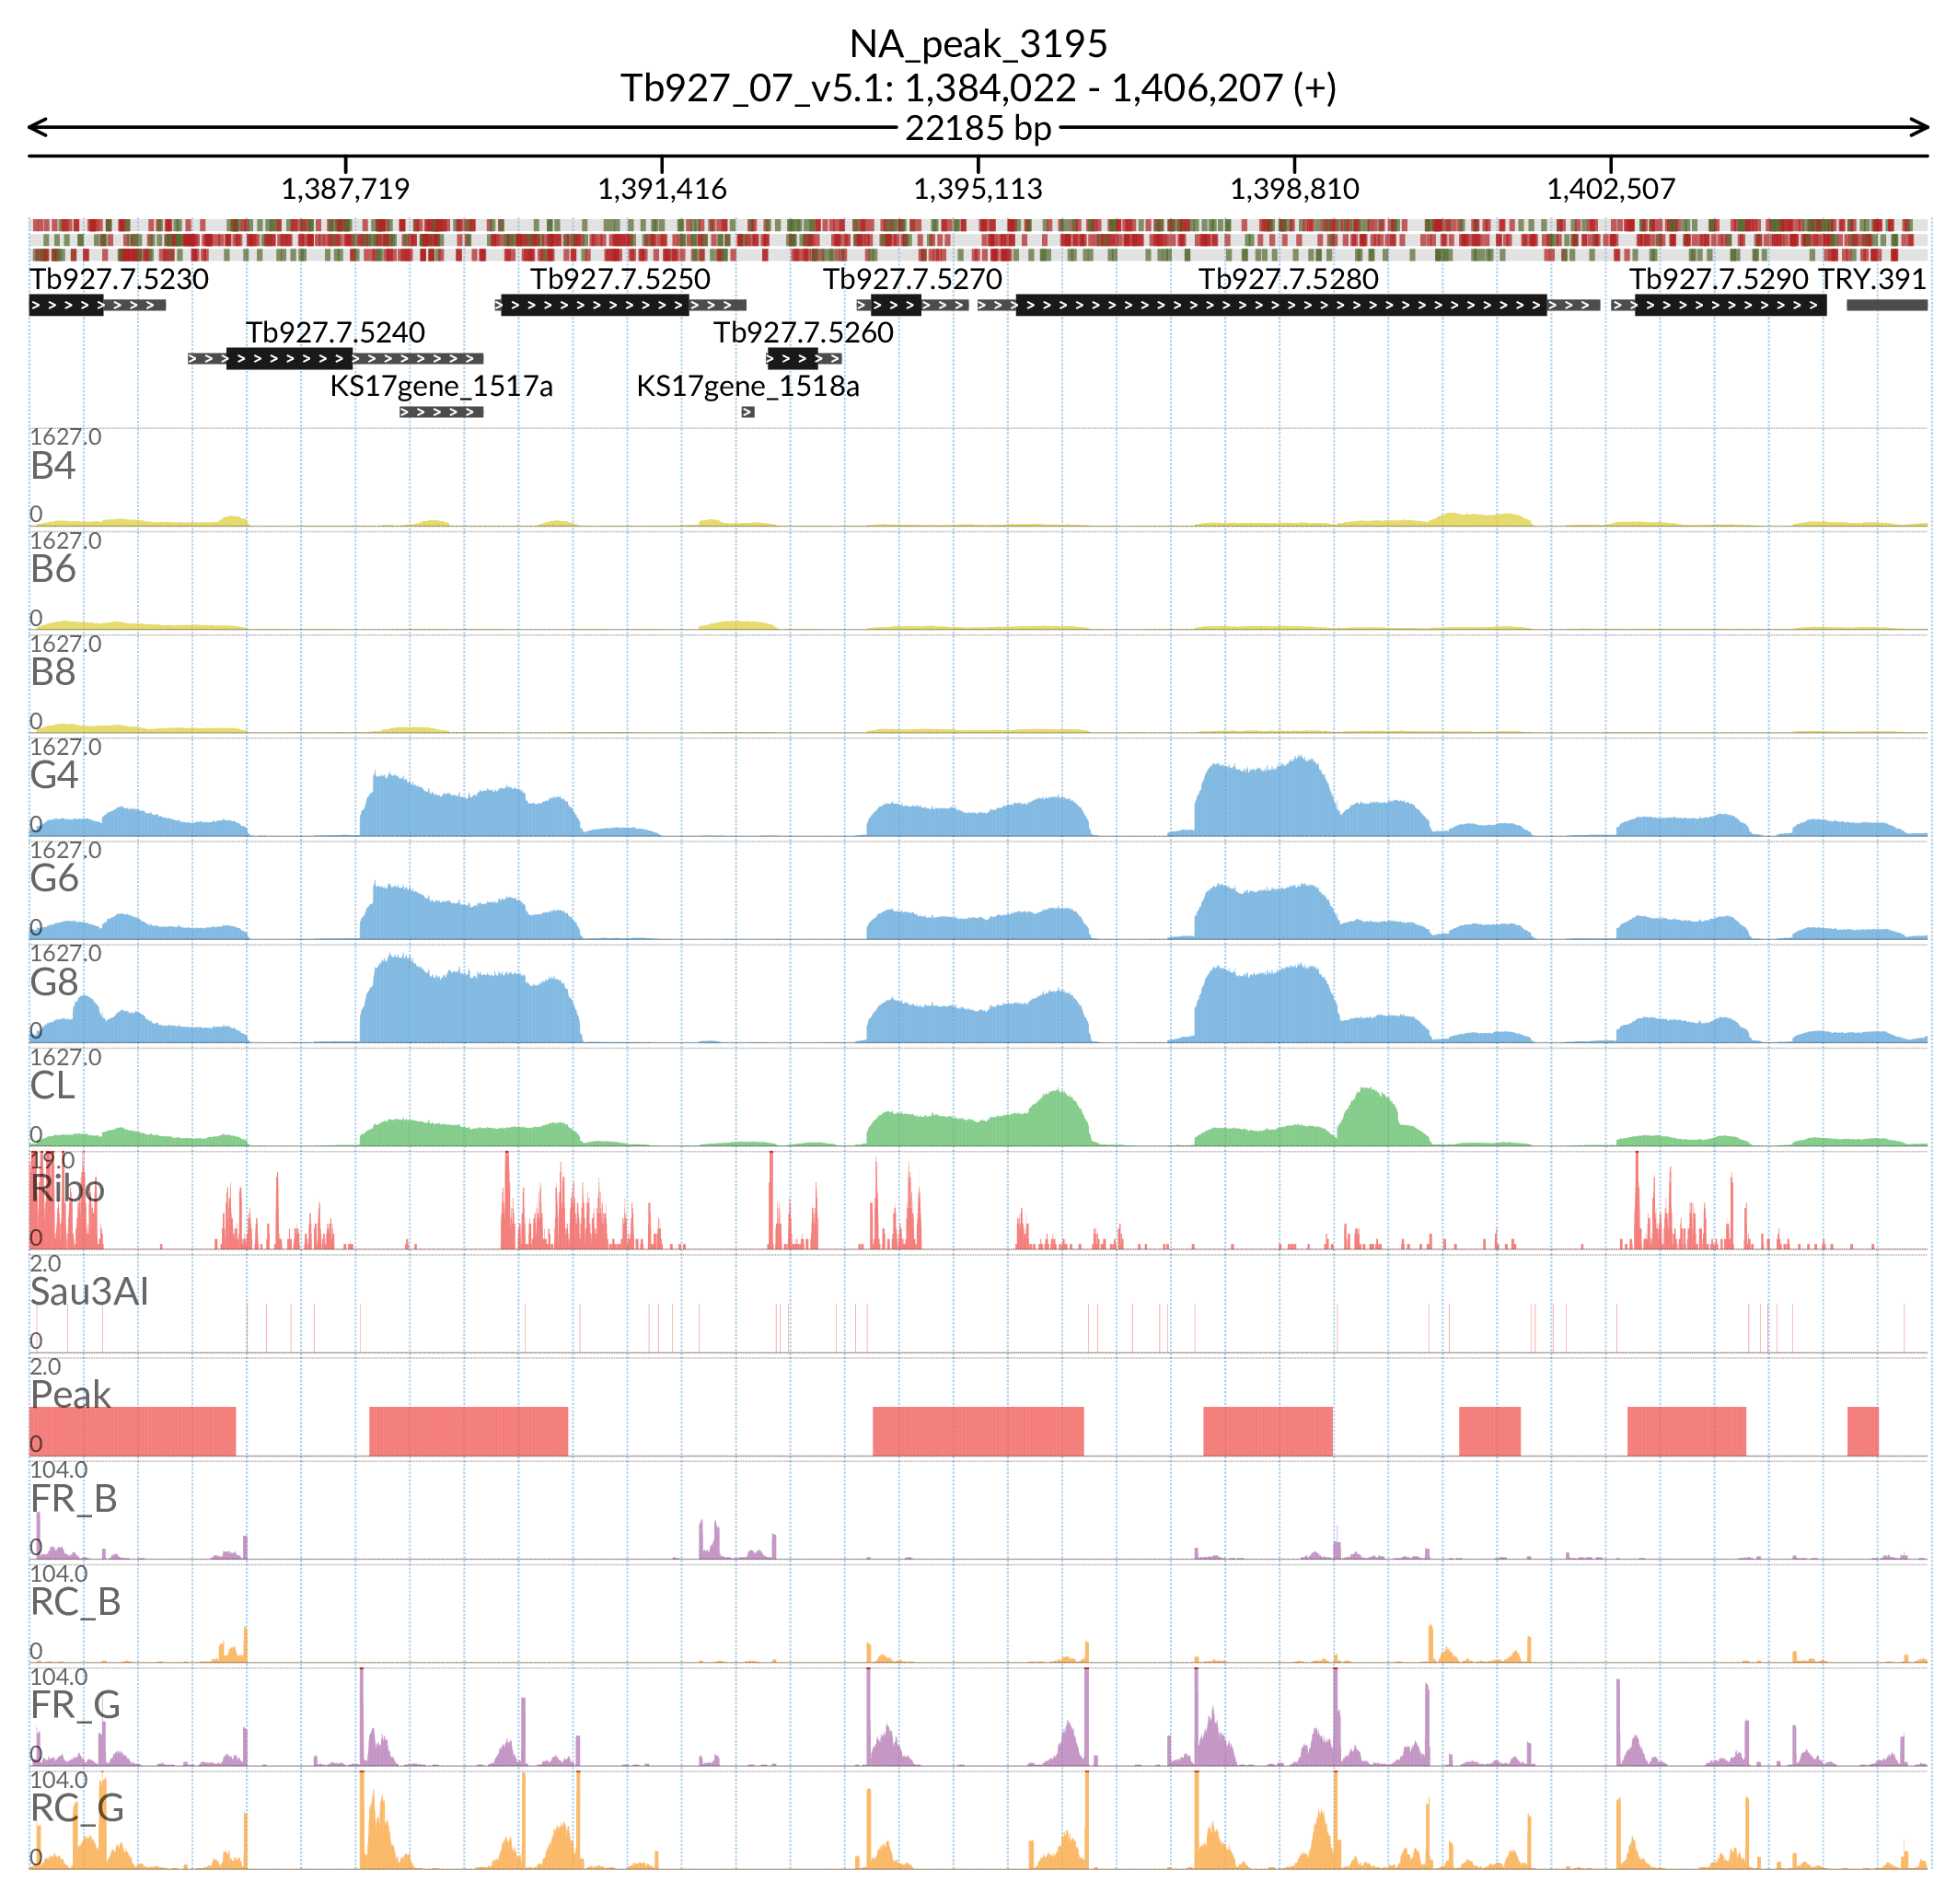 NA_peak_3195
Tb927_07_v5.1: 1,384,022 - 1,406,207 (+)
22185 bp
1,387,719 1,391,416 1,395,113 1,398,810 1,402,507
Tb927.7.5230 Tb927.7.5250 Tb927.7.5270 Tb927.7.5280 Tb927.7.5290 TRY.391
Tb927.7.5240 Tb927.7.5260
KS17gene_1517a KS17gene_1518a
1627.0
B4
0
1627.0
B6
0
1627.0
B8
0
1627.0
G4
0
1627.0
G6
0
1627.0
G8
0
1627.0
CL
0
19.0
Ribo
0
2.0
Sau3AI
0
2.0
Peak
0
104.0
FR_B
0
104.0
RC_B
0
104.0
FR_G
0
104.0
RC_G
0